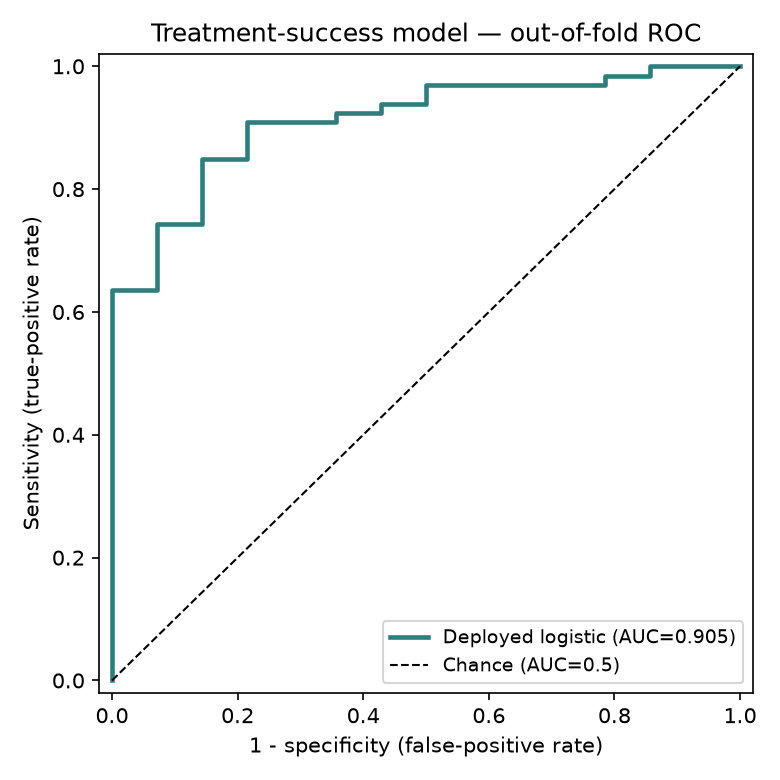 Treatment-success model — out-of-fold ROC
Sensitivity (true-positive rate)
1.0
0.8
0.6
0.4
0.2
0.0
Deployed logistic (AUC=0.905)
Chance (AUC=0.5)
0.0 0.2 0.4 0.6 0.8 1.0
1 - specificity (false-positive rate)